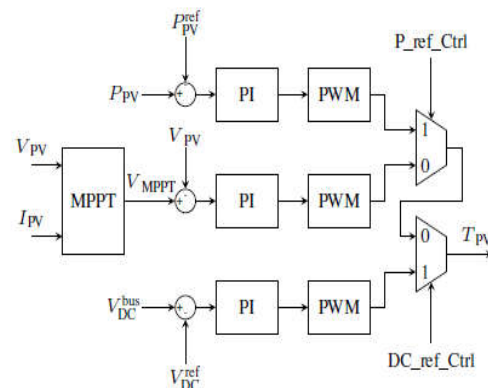 P_PV^ref
P_ref_Ctrl
P_PV
+
-
PI
PWM
1
0
V_PV
V_PV
I_PV
MPPT
V_MPPT
+
-
PI
PWM
0
1
T_PV
V_DC^bus
+
-
PI
PWM
V_DC^ref
DC_ref_Ctrl